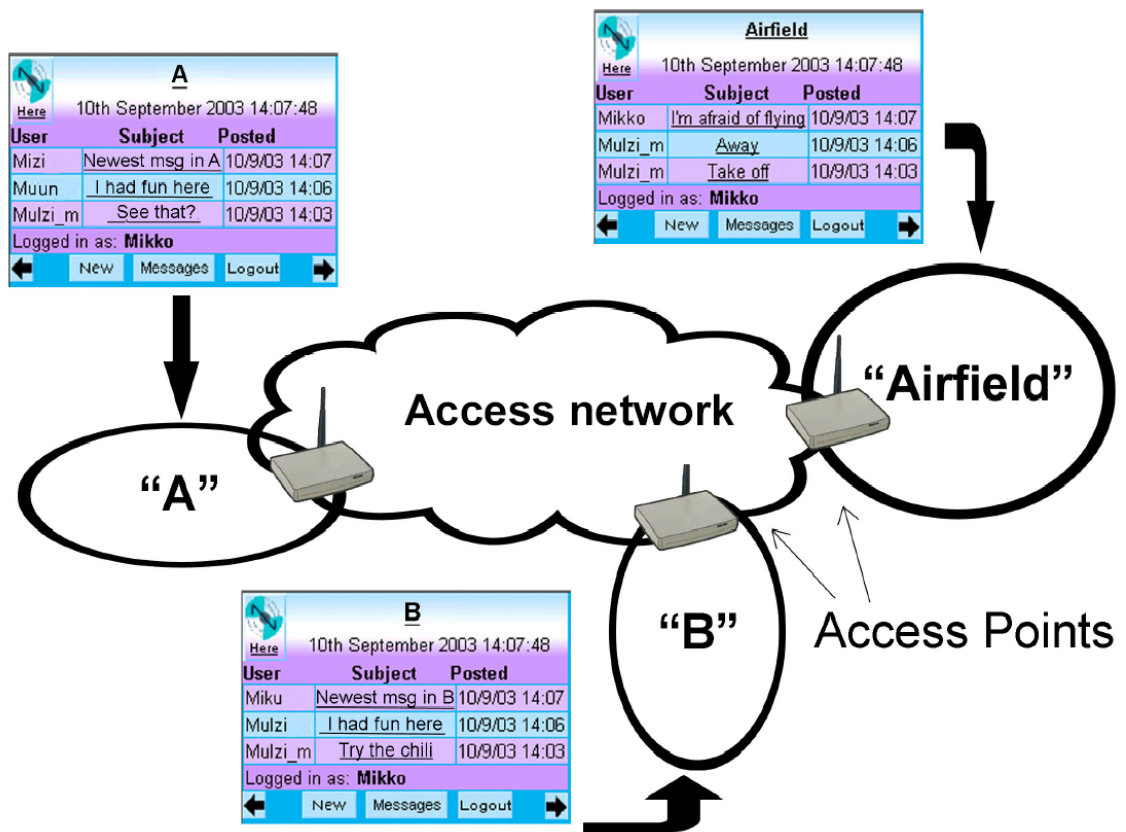 A
Here
10th September 2003 14:07:48
User Subject Posted
Mizi Newest msg in A 10/9/03 14:07
Muun I had fun here 10/9/03 14:06
Mulzi_m See that? 10/9/03 14:03
Logged in as: Mikko
New Messages Logout
Airfield
Here
10th September 2003 14:07:48
User Subject Posted
Mikko I'm afraid of flying 10/9/03 14:07
Mulzi_m Away 10/9/03 14:06
Mulzi_m Take off 10/9/03 14:03
Logged in as: Mikko
New Messages Logout
Access network
“Airfield”
“A”
“B”
Access Points
B
Here
10th September 2003 14:07:48
User Subject Posted
Miku Newest msg in B 10/9/03 14:07
Mulzi I had fun here 10/9/03 14:06
Mulzi_m Try the chili 10/9/03 14:03
Logged in as: Mikko
New Messages Logout